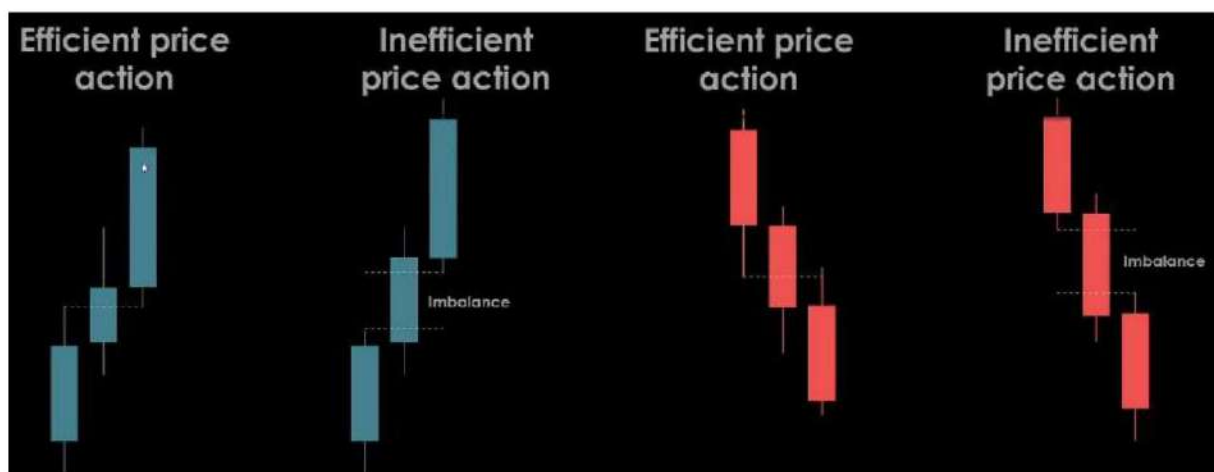 Efficient price
action
Inefficient
price action
Efficient price
action
Inefficient
price action
Imbalance
Imbalance